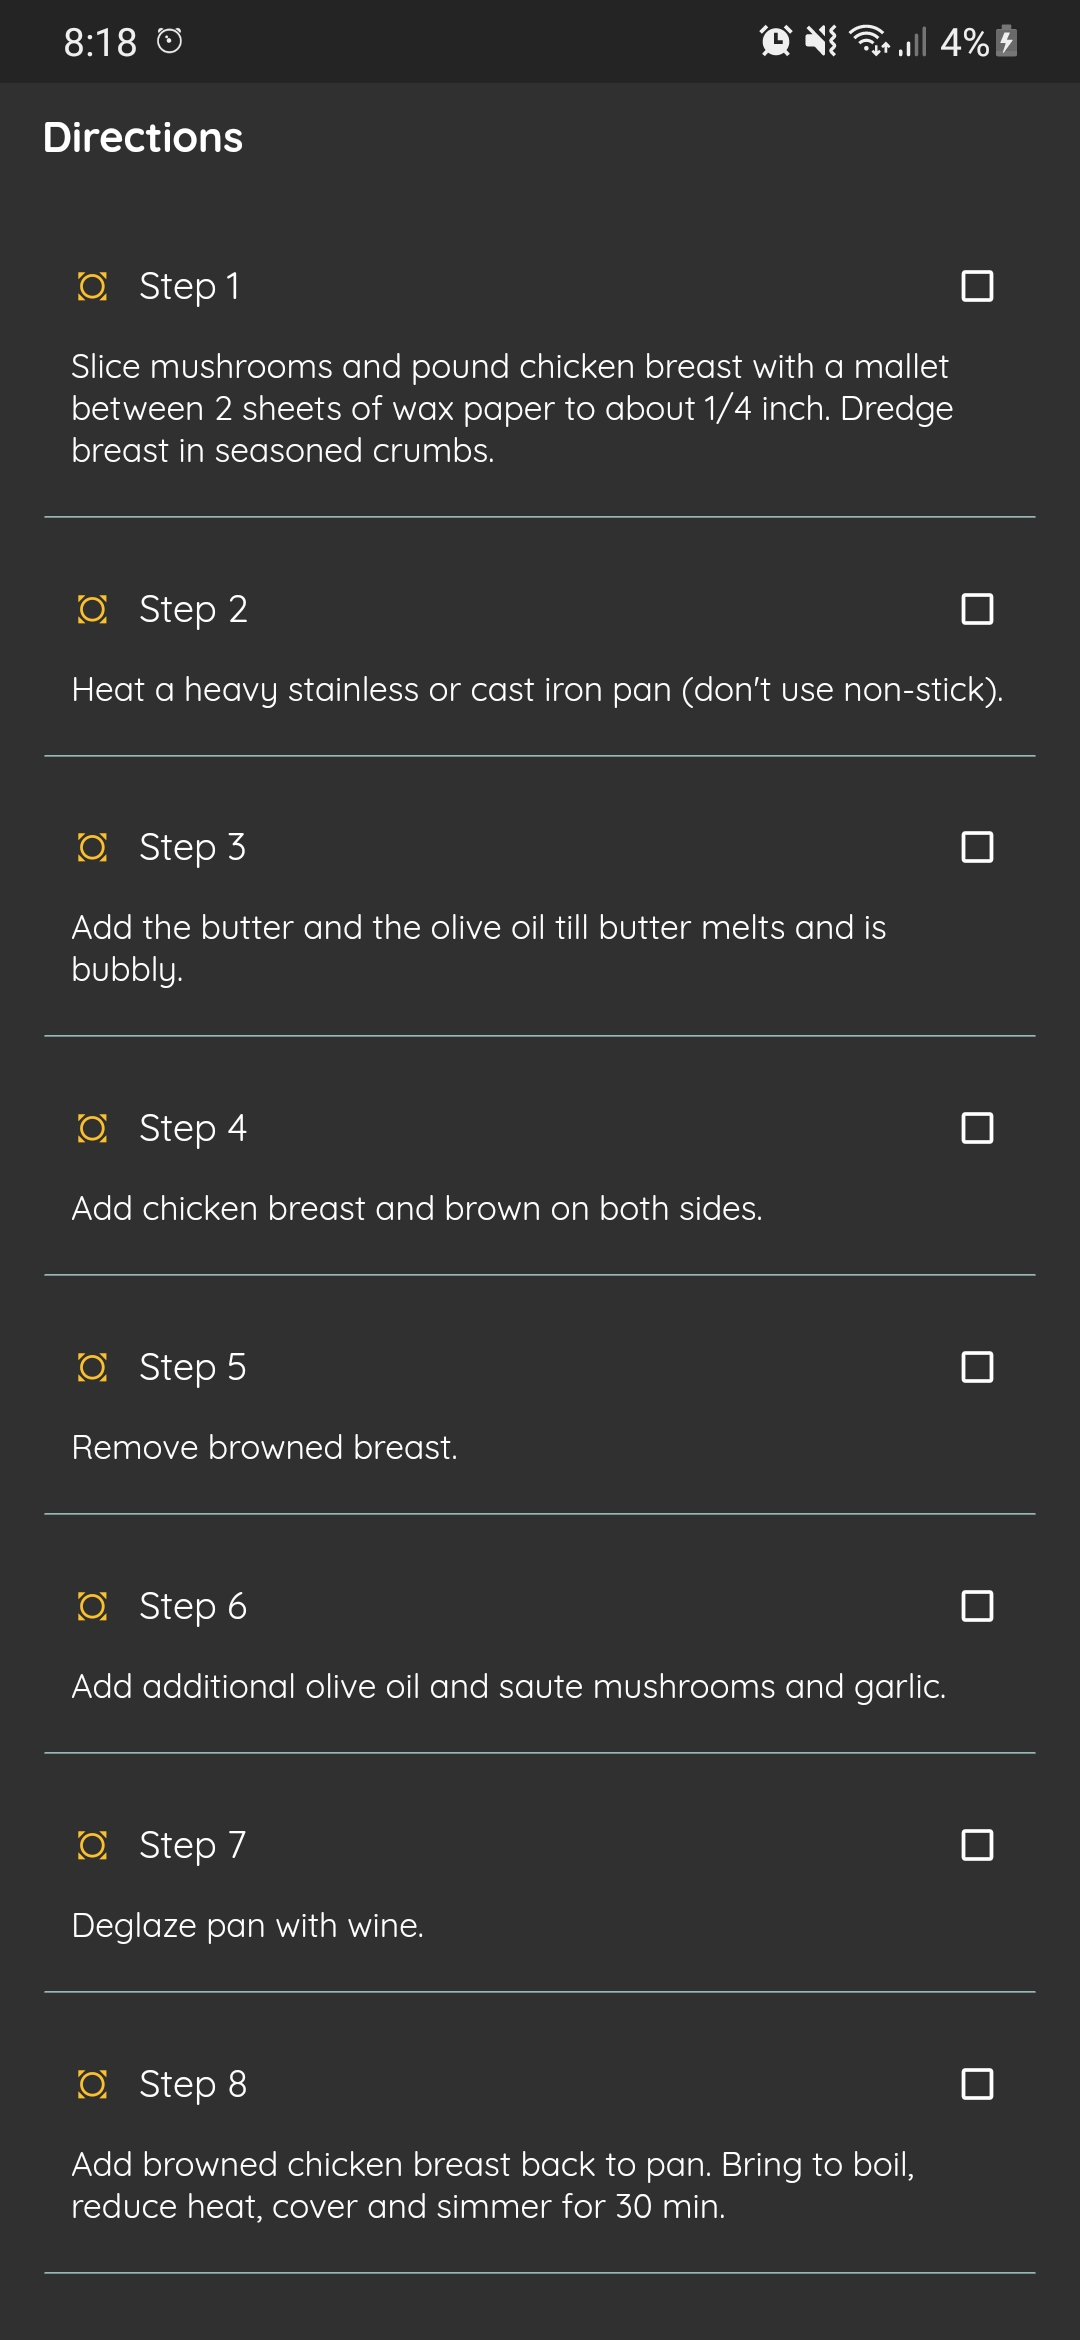 8:18
4%
Directions
Step 1
Slice mushrooms and pound chicken breast with a mallet
between 2 sheets of wax paper to about 1/4 inch. Dredge
breast in seasoned crumbs.
Step 2
Heat a heavy stainless or cast iron pan (don't use non-stick).
Step 3
Add the butter and the olive oil till butter melts and is
bubbly.
Step 4
Add chicken breast and brown on both sides.
Step 5
Remove browned breast.
Step 6
Add additional olive oil and saute mushrooms and garlic.
Step 7
Deglaze pan with wine.
Step 8
Add browned chicken breast back to pan. Bring to boil,
reduce heat, cover and simmer for 30 min.